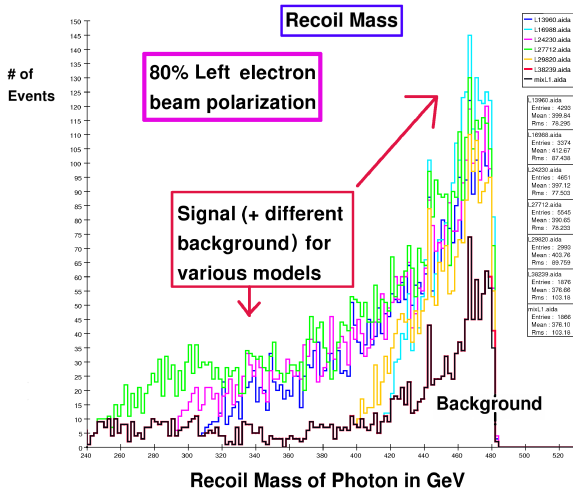 Recoil Mass
80% Left electron
beam polarization
# of
Events
Signal (+ different
background) for
various models
Background
L13960.aida
L16988.aida
L24230.aida
L27712.aida
L29820.aida
L38239.aida
mixL1.aida
L13960.aida
Entries : 4293
Mean : 399.84
Rms : 78.295
L16988.aida
Entries : 3374
Mean : 412.67
Rms : 87.438
L24230.aida
Entries : 4651
Mean : 397.12
Rms : 77.503
L27712.aida
Entries : 5545
Mean : 390.65
Rms : 78.233
L29820.aida
Entries : 2993
Mean : 403.76
Rms : 89.759
L38239.aida
Entries : 1876
Mean : 376.66
Rms : 103.18
mixL1.aida
Entries : 1866
Mean : 376.10
Rms : 103.18
150
145
140
135
130
125
120
115
110
105
100
95
90
85
80
75
70
65
60
55
50
45
40
35
30
25
20
15
10
5
0
240 260 280 300 320 340 360 380 400 420 440 460 480 500 520
Recoil Mass of Photon in GeV